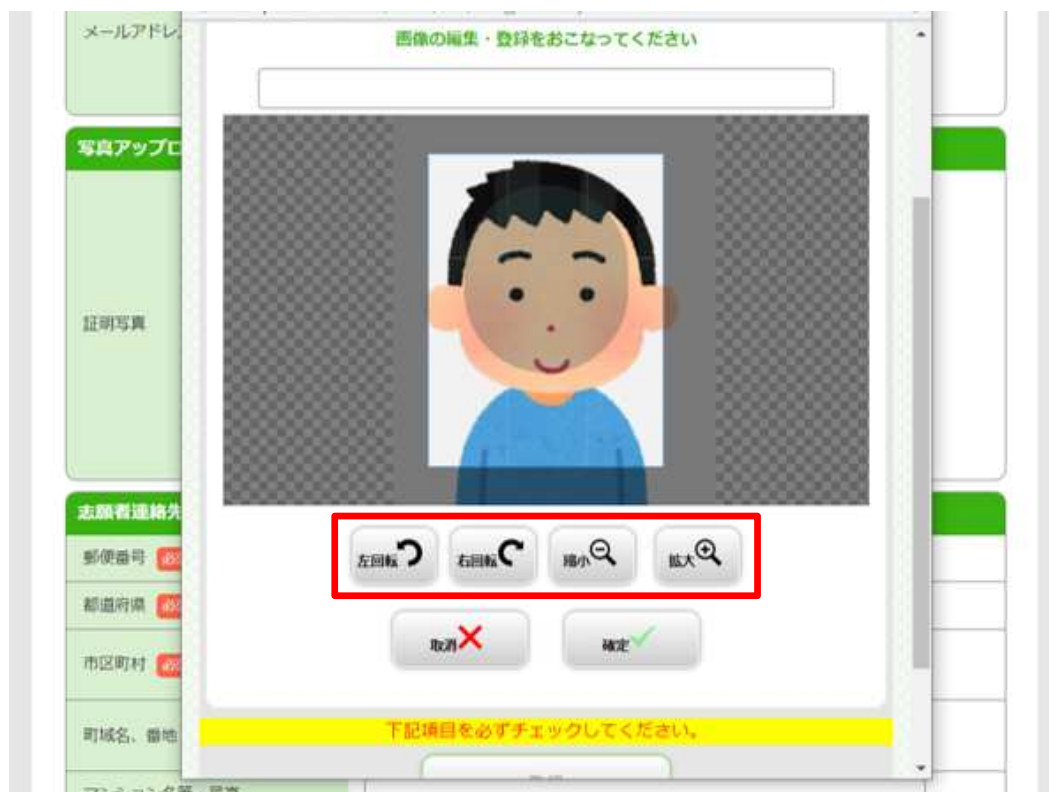 メールアドレ
画像の編集・登録をおこなってください
写真アップロ
証明写真
左回転
右回転
縮小
拡大
取消
確定
志願者連絡先
郵便番号
都道府県
市区町村
町域名、番地
下記項目を必ずチェックしてください。